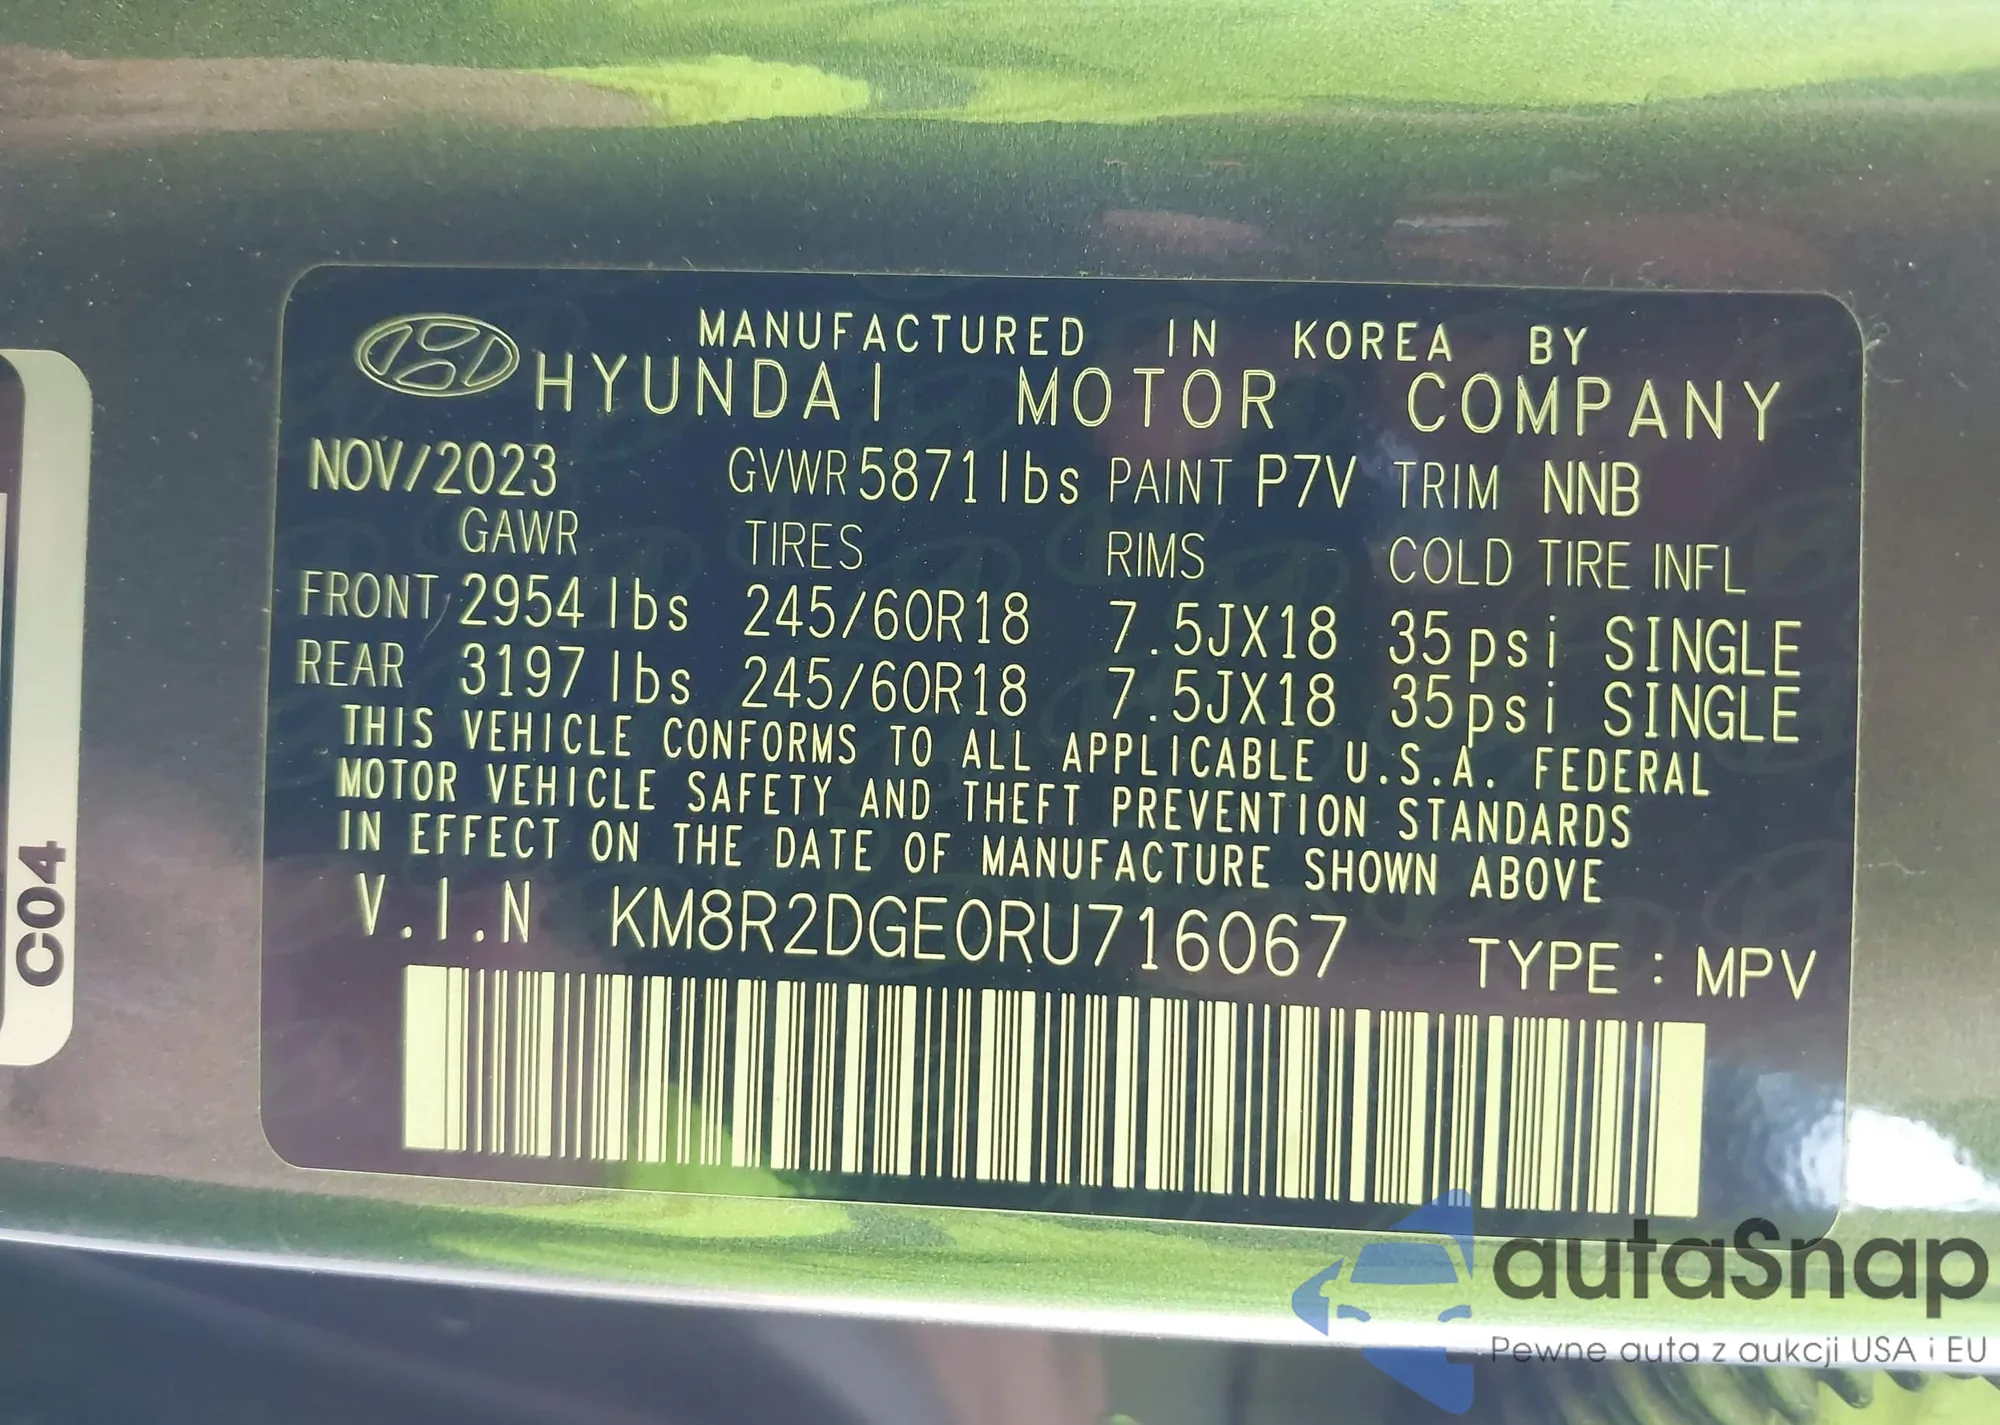 MANUFACTURED IN KOREA BY
HYUNDAI MOTOR COMPANY
NOV/2023 GVWR 5871 lbs PAINT P7V TRIM NNB
GAWR TIRES RIMS COLD TIRE INFL
FRONT 2954 lbs 245/60R18 7.5JX18 35psi SINGLE
REAR 3197 lbs 245/60R18 7.5JX18 35psi SINGLE
THIS VEHICLE CONFORMS TO ALL APPLICABLE U.S.A. FEDERAL
MOTOR VEHICLE SAFETY AND THEFT PREVENTION STANDARDS
IN EFFECT ON THE DATE OF MANUFACTURE SHOWN ABOVE
V.I.N KM8R2DGE0RU716067 TYPE : MPV
C04
autaSnap
Pewne auta z aukcji USA i EU